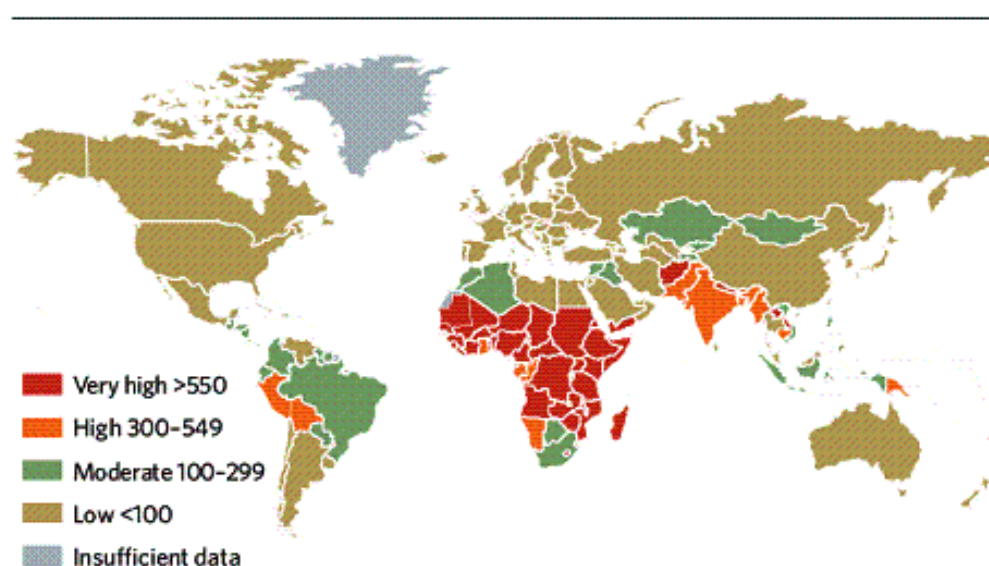 Very high >550
High 300–549
Moderate 100–299
Low <100
Insufficient data